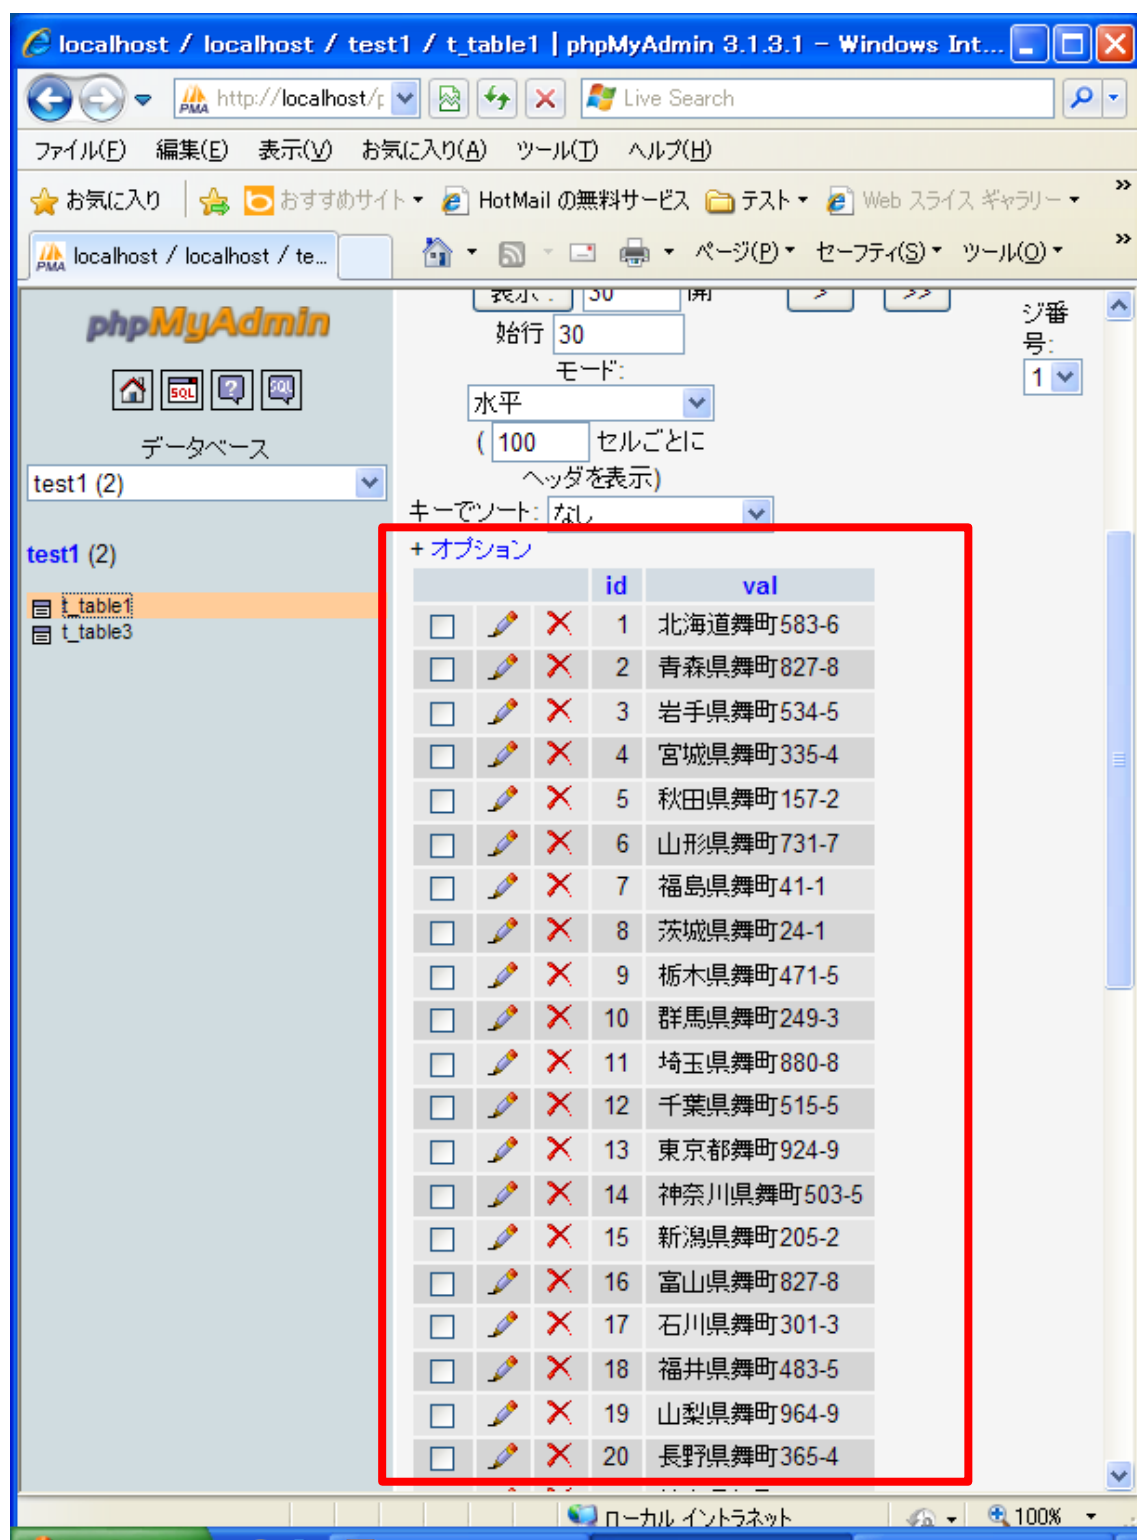 localhost / localhost / test1 / t_table1 | phpMyAdmin 3.1.3.1 - Windows Int...
http://localhost/p
Live Search
ファイル(F) 編集(E) 表示(V) お気に入り(A) ツール(T) ヘルプ(H)
お気に入り おすすめサイト HotMail の無料サービス テスト Web スライス ギャラリー
localhost / localhost / te... ページ(P) セーフティ(S) ツール(O)
phpMyAdmin
データベース
test1 (2)
test1 (2)
t_table1
t_table3
表示 : 30 開 > >>
始行 30
ジ番
号:
1
モード:
水平
( 100 セルごとに
ヘッダを表示)
キーでソート: なし
+ オプション
id val
1 北海道舞町583-6
2 青森県舞町827-8
3 岩手県舞町534-5
4 宮城県舞町335-4
5 秋田県舞町157-2
6 山形県舞町731-7
7 福島県舞町41-1
8 茨城県舞町24-1
9 栃木県舞町471-5
10 群馬県舞町249-3
11 埼玉県舞町880-8
12 千葉県舞町515-5
13 東京都舞町924-9
14 神奈川県舞町503-5
15 新潟県舞町205-2
16 富山県舞町827-8
17 石川県舞町301-3
18 福井県舞町483-5
19 山梨県舞町964-9
20 長野県舞町365-4
ローカル イントラネット 100%